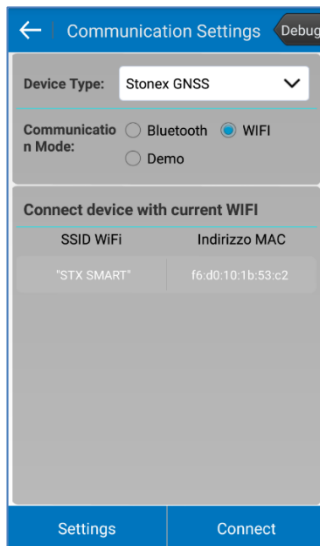 Communication Settings Debug
Device Type: Stonex GNSS
Communicatio Bluetooth WIFI
n Mode:
Demo
Connect device with current WIFI
SSID WiFi Indirizzo MAC
"STX SMART" f6:d0:10:1b:53:c2
Settings Connect